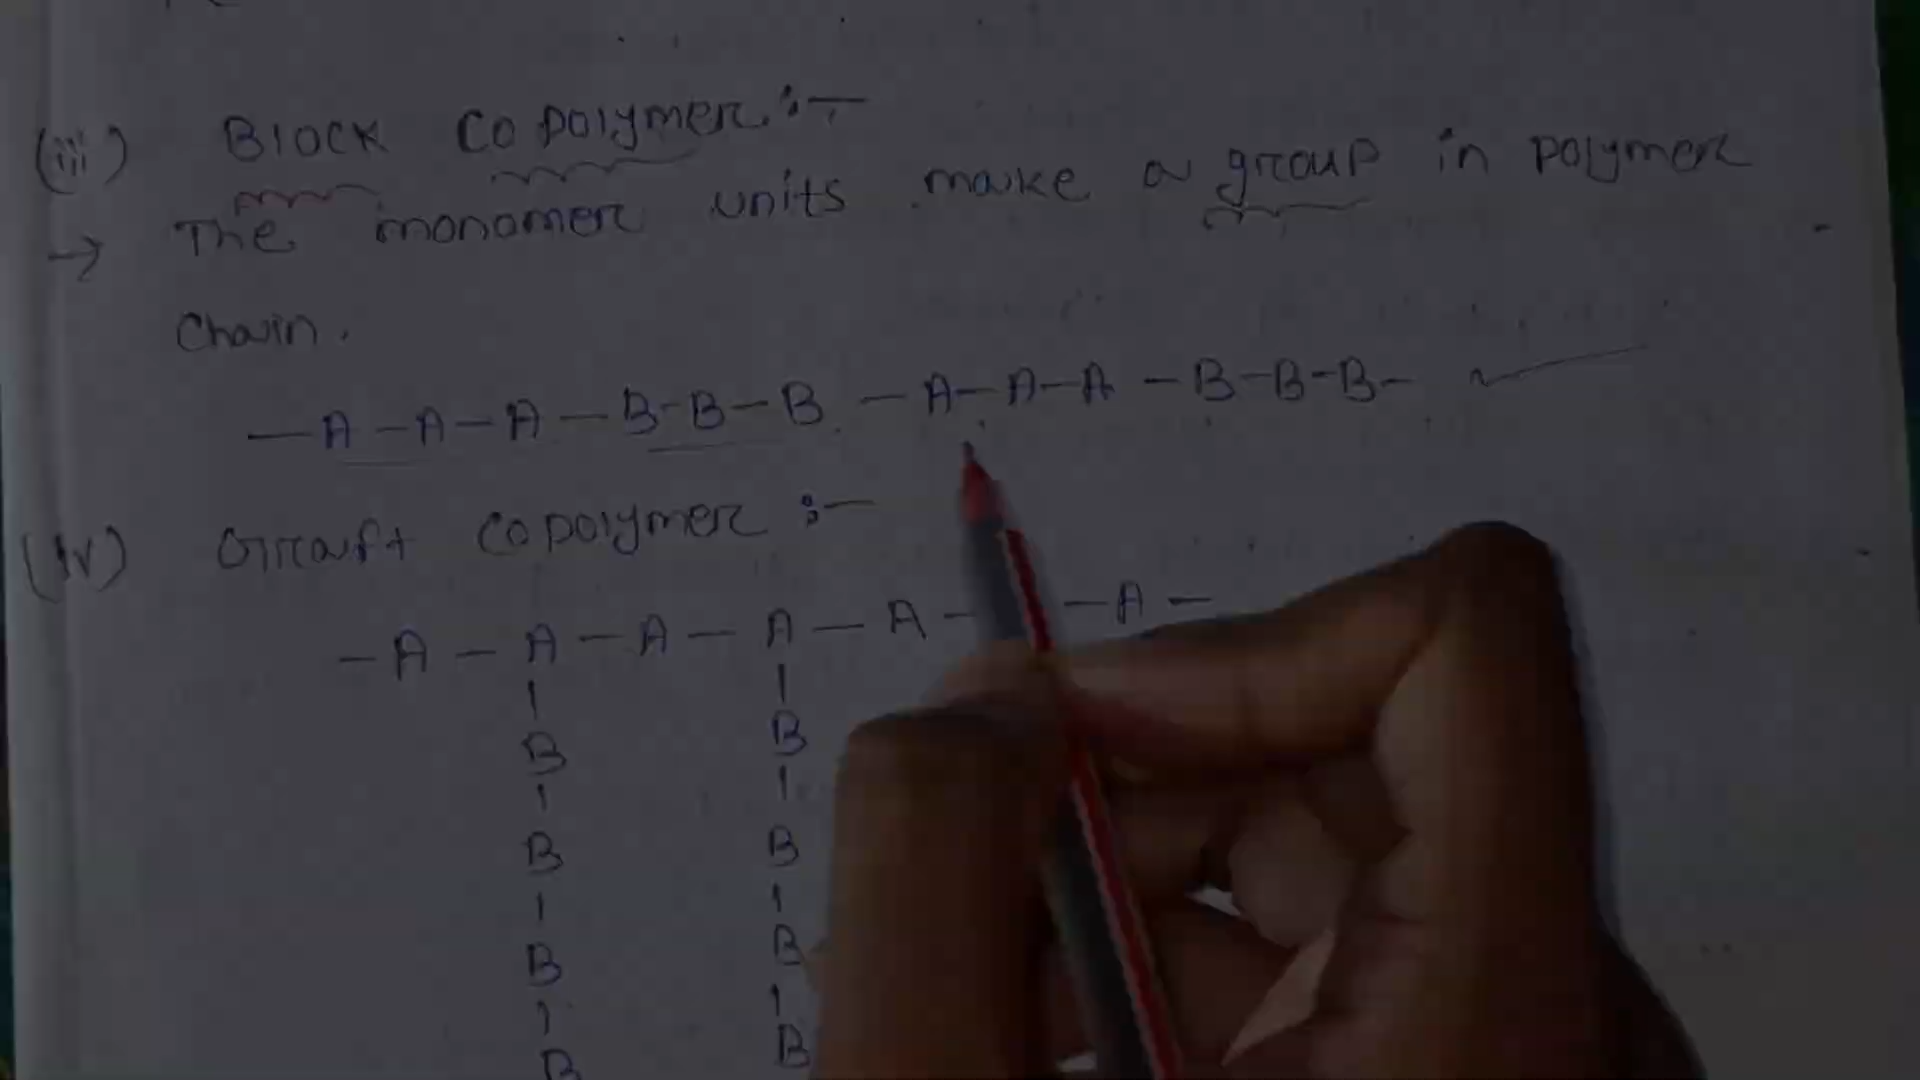 (iii) Block Copolymer :-
→ The monomer units make a group in polymer
Chain.
—A—A—A—B-B—B—A—A—A—B—B-B-
(iv) Graft Copolymer :-
—A—A—A—A—A— —A—
| |
B B
| |
B B
| |
B B
| |
B B